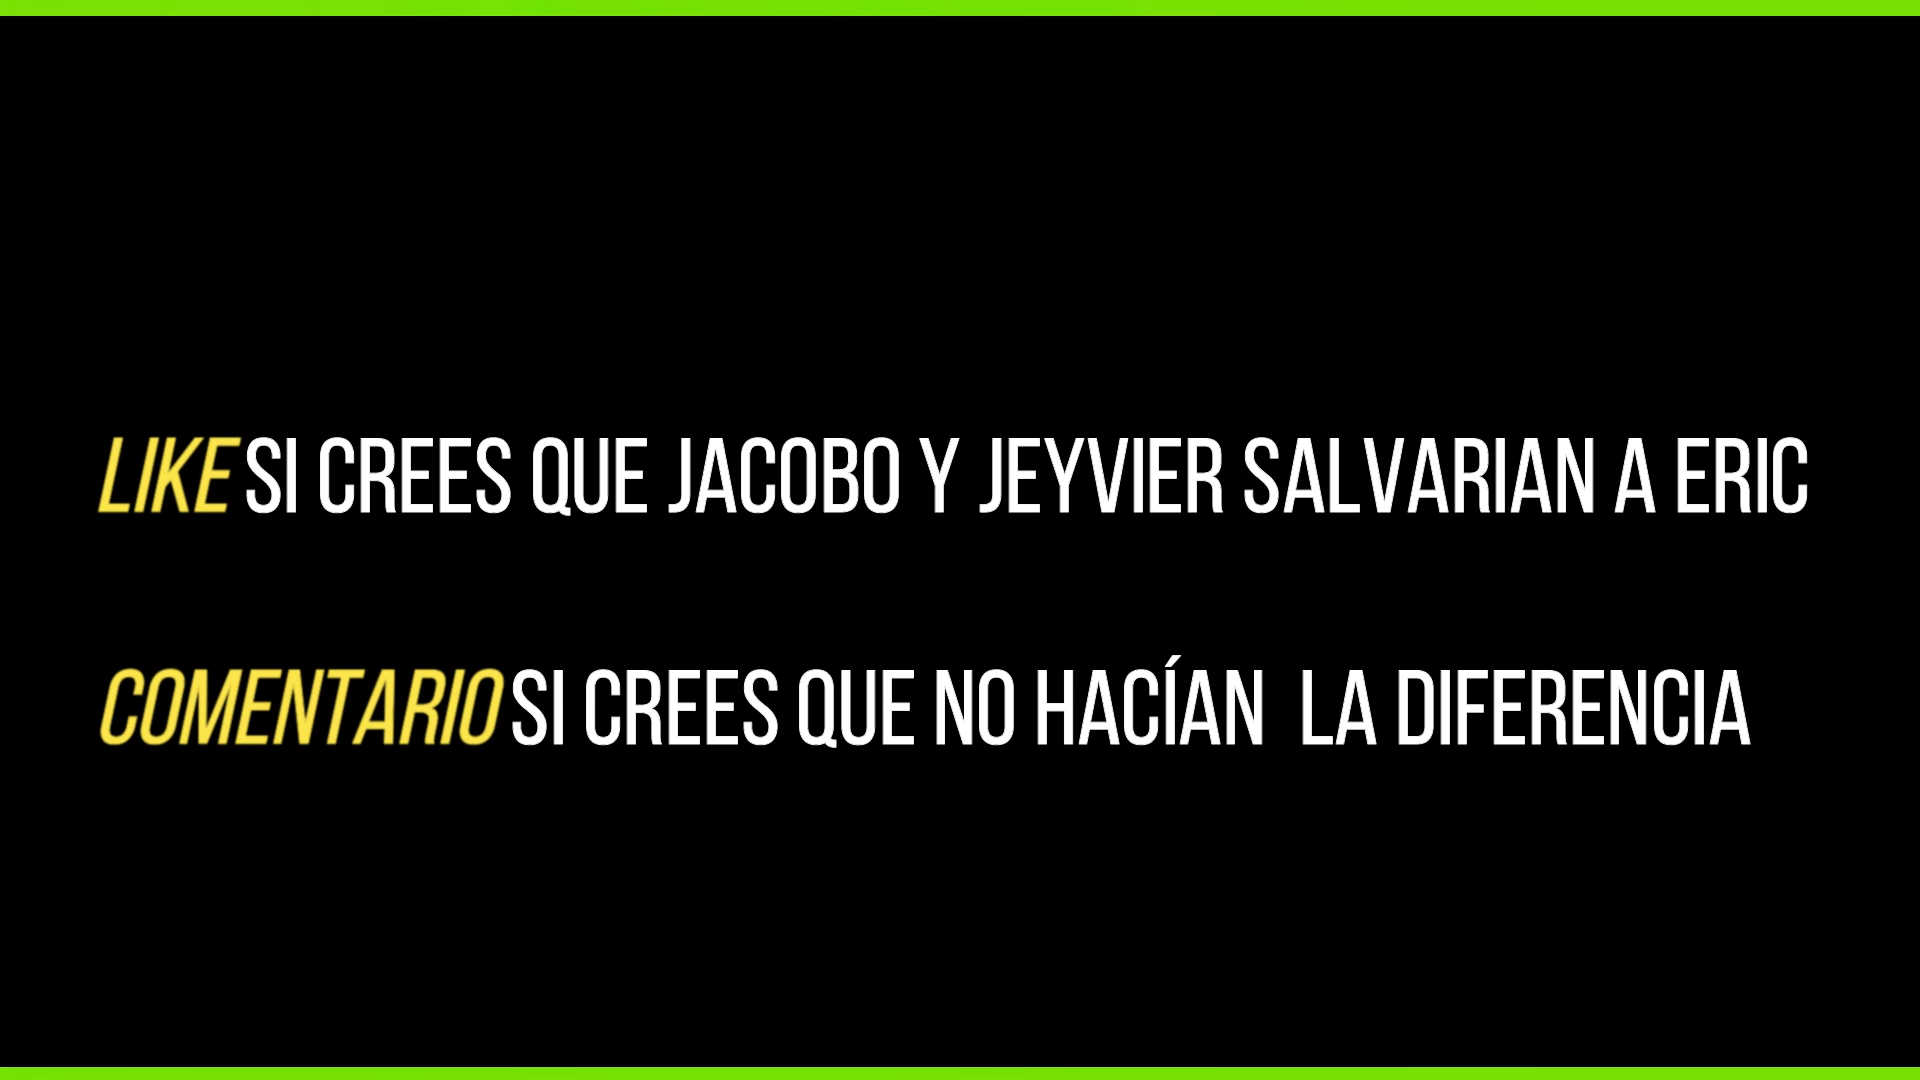 LIKE SI CREES QUE JACOBO Y JEYVIER SALVARIAN A ERIC
COMENTARIO SI CREES QUE NO HACÍAN LA DIFERENCIA